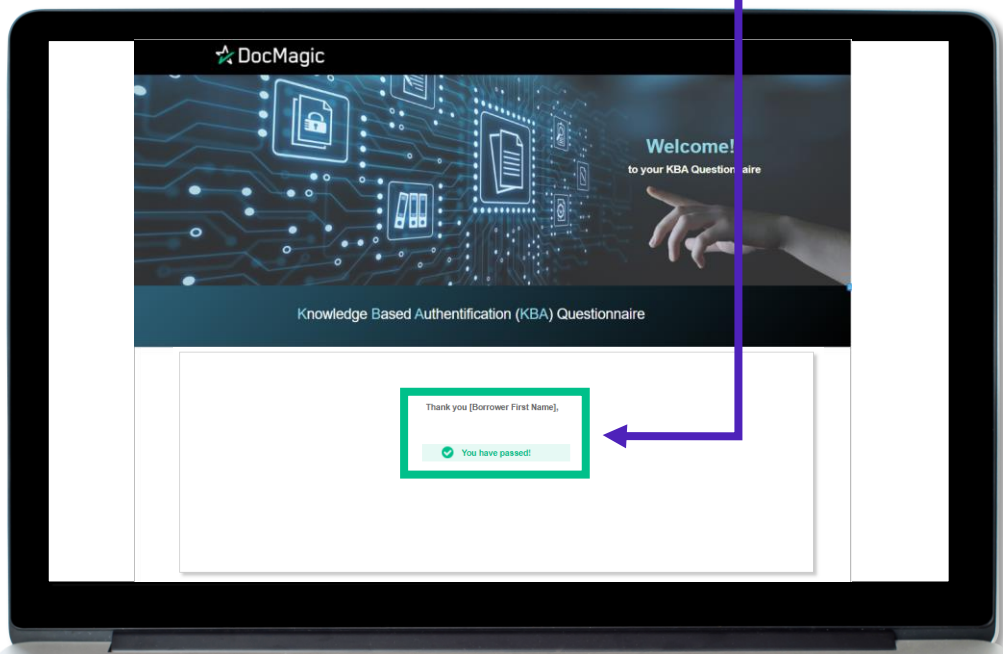 DocMagic
Welcome!
to your KBA Questionnaire
Knowledge Based Authentification (KBA) Questionnaire
Thank you [Borrower First Name],
You have passed!